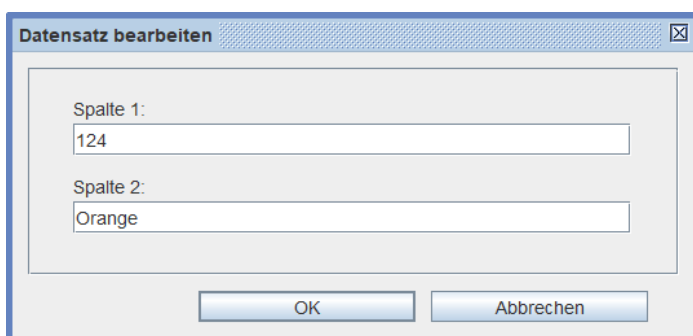 Datensatz bearbeiten
Spalte 1:
124
Spalte 2:
Orange
OK Abbrechen